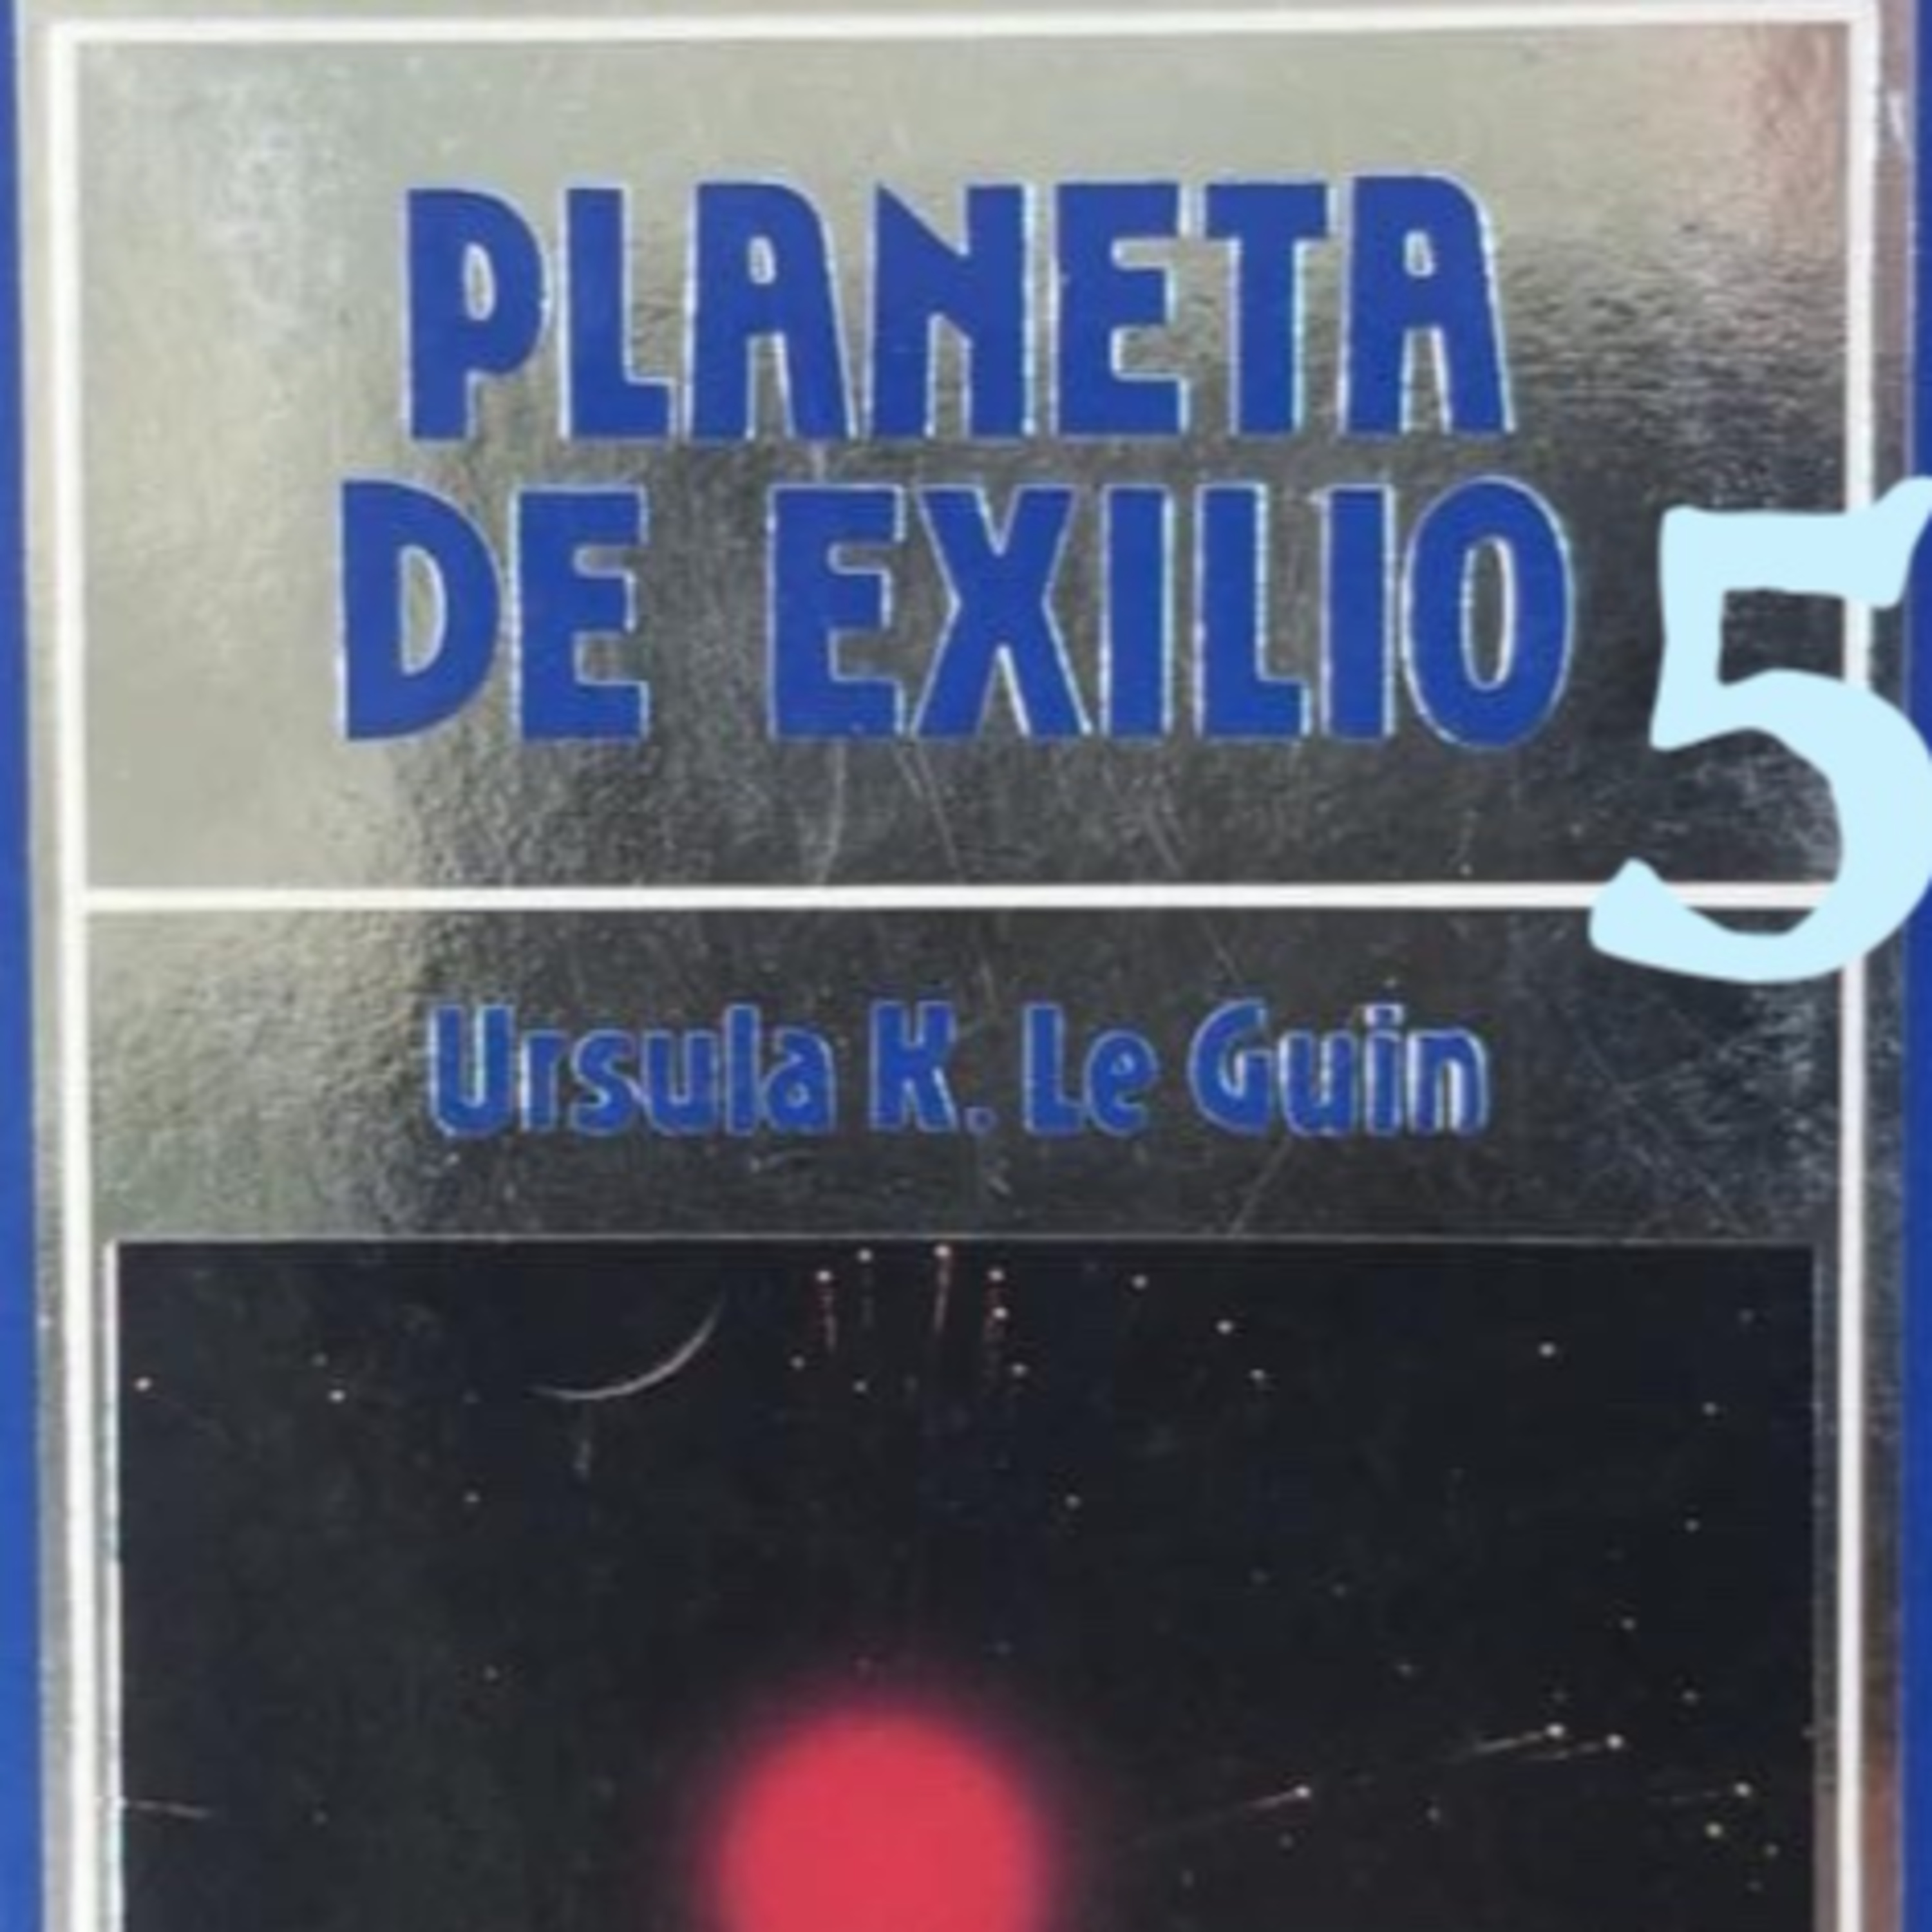 PLANETA
DE EXILIO
5
Ursula K. Le Guin